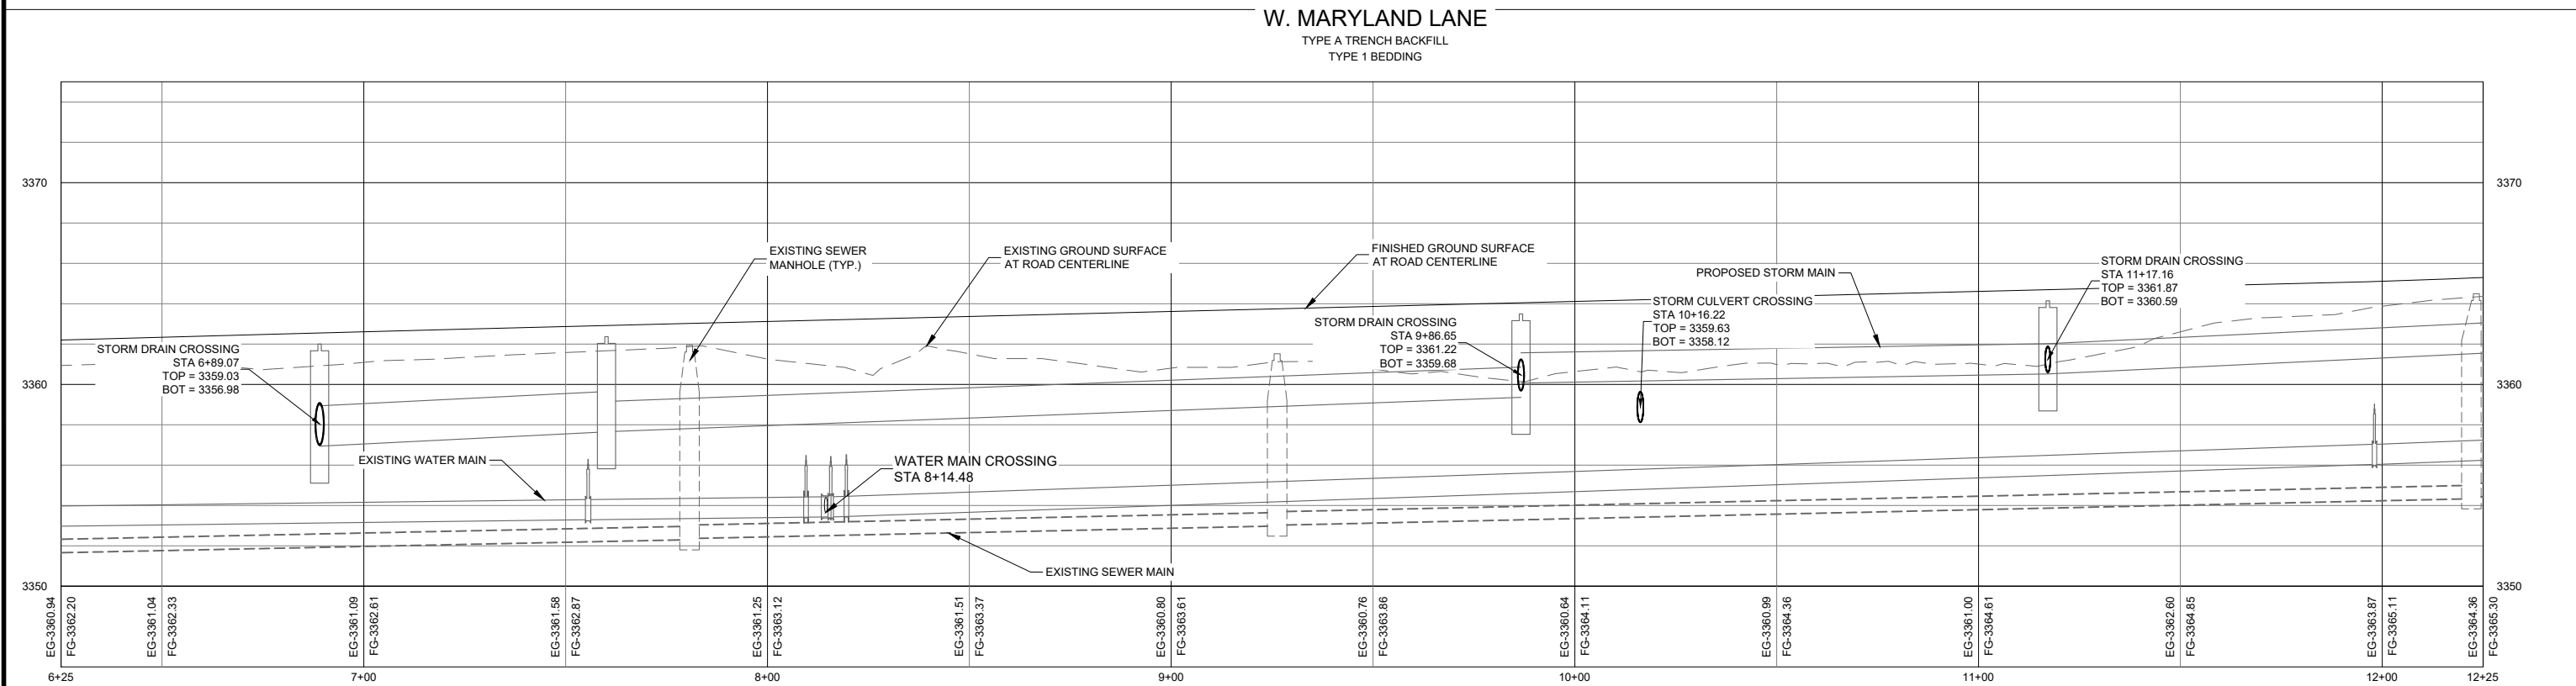 W. MARYLAND LANE
TYPE A TRENCH BACKFILL
TYPE 1 BEDDING
3370
3370
3360
3360
3350
3350
STORM DRAIN CROSSING
STA 6+89.07
TOP = 3359.03
BOT = 3356.98
EXISTING WATER MAIN
EXISTING SEWER
MANHOLE (TYP.)
WATER MAIN CROSSING
STA 8+14.48
EXISTING GROUND SURFACE
AT ROAD CENTERLINE
EXISTING SEWER MAIN
FINISHED GROUND SURFACE
AT ROAD CENTERLINE
STORM DRAIN CROSSING
STA 9+86.65
TOP = 3361.22
BOT = 3359.68
PROPOSED STORM MAIN
STORM CULVERT CROSSING
STA 10+16.22
TOP = 3359.63
BOT = 3358.12
STORM DRAIN CROSSING
STA 11+17.16
TOP = 3361.87
BOT = 3360.59
EG-3360.94
FG-3362.20
EG-3361.04
FG-3362.33
EG-3361.09
FG-3362.61
EG-3361.58
FG-3362.87
EG-3361.25
FG-3363.12
EG-3361.51
FG-3363.37
EG-3360.80
FG-3363.61
EG-3360.76
FG-3363.86
EG-3360.64
FG-3364.11
EG-3360.99
FG-3364.36
EG-3361.00
FG-3364.61
EG-3362.60
FG-3364.85
EG-3363.87
FG-3365.11
EG-3364.36
FG-3365.30
6+25
7+00
8+00
9+00
10+00
11+00
12+00
12+25